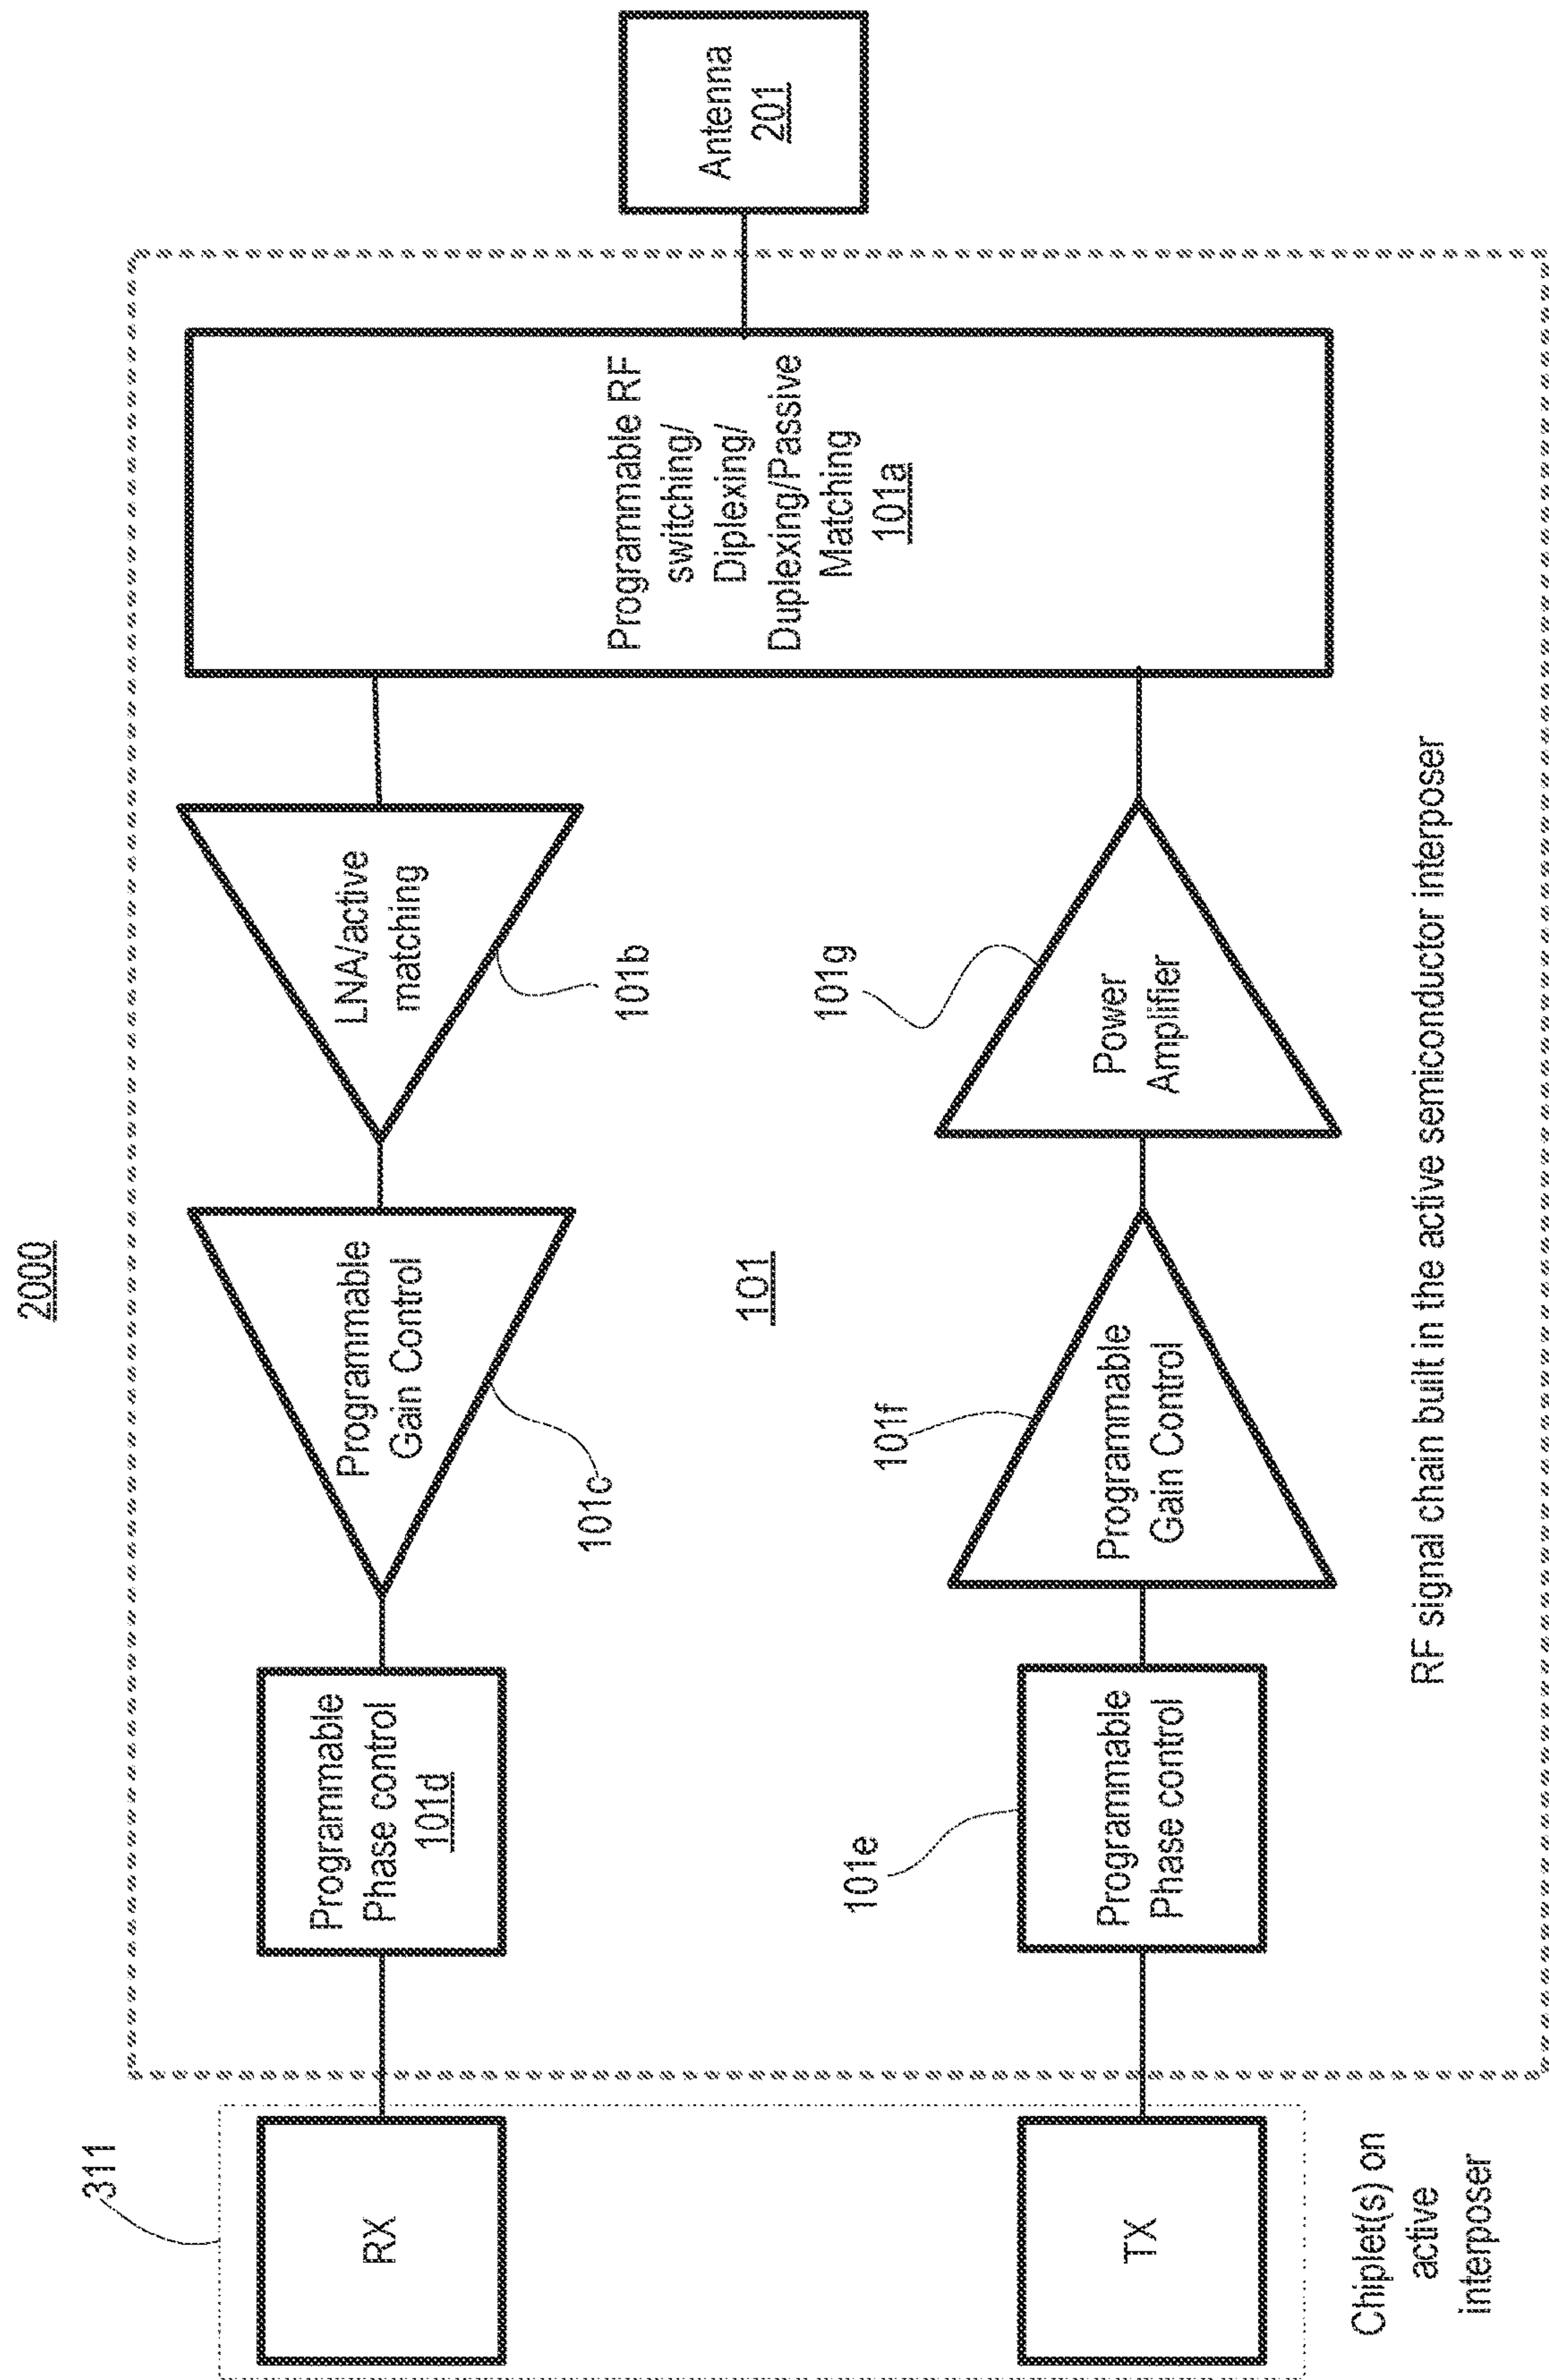 2000
311
RX
Programmable
Phase control
101d
Programmable
Gain Control
101c
LNA/active
matching
101b
Programmable RF
switching/
Diplexing/
Duplexing/Passive
Matching
101a
Antenna
201
101
TX
101e
Programmable
Phase control
101f
Programmable
Gain Control
101g
Power
Amplifier
Chiplet(s) on
active
interposer
RF signal chain built in the active semiconductor interposer